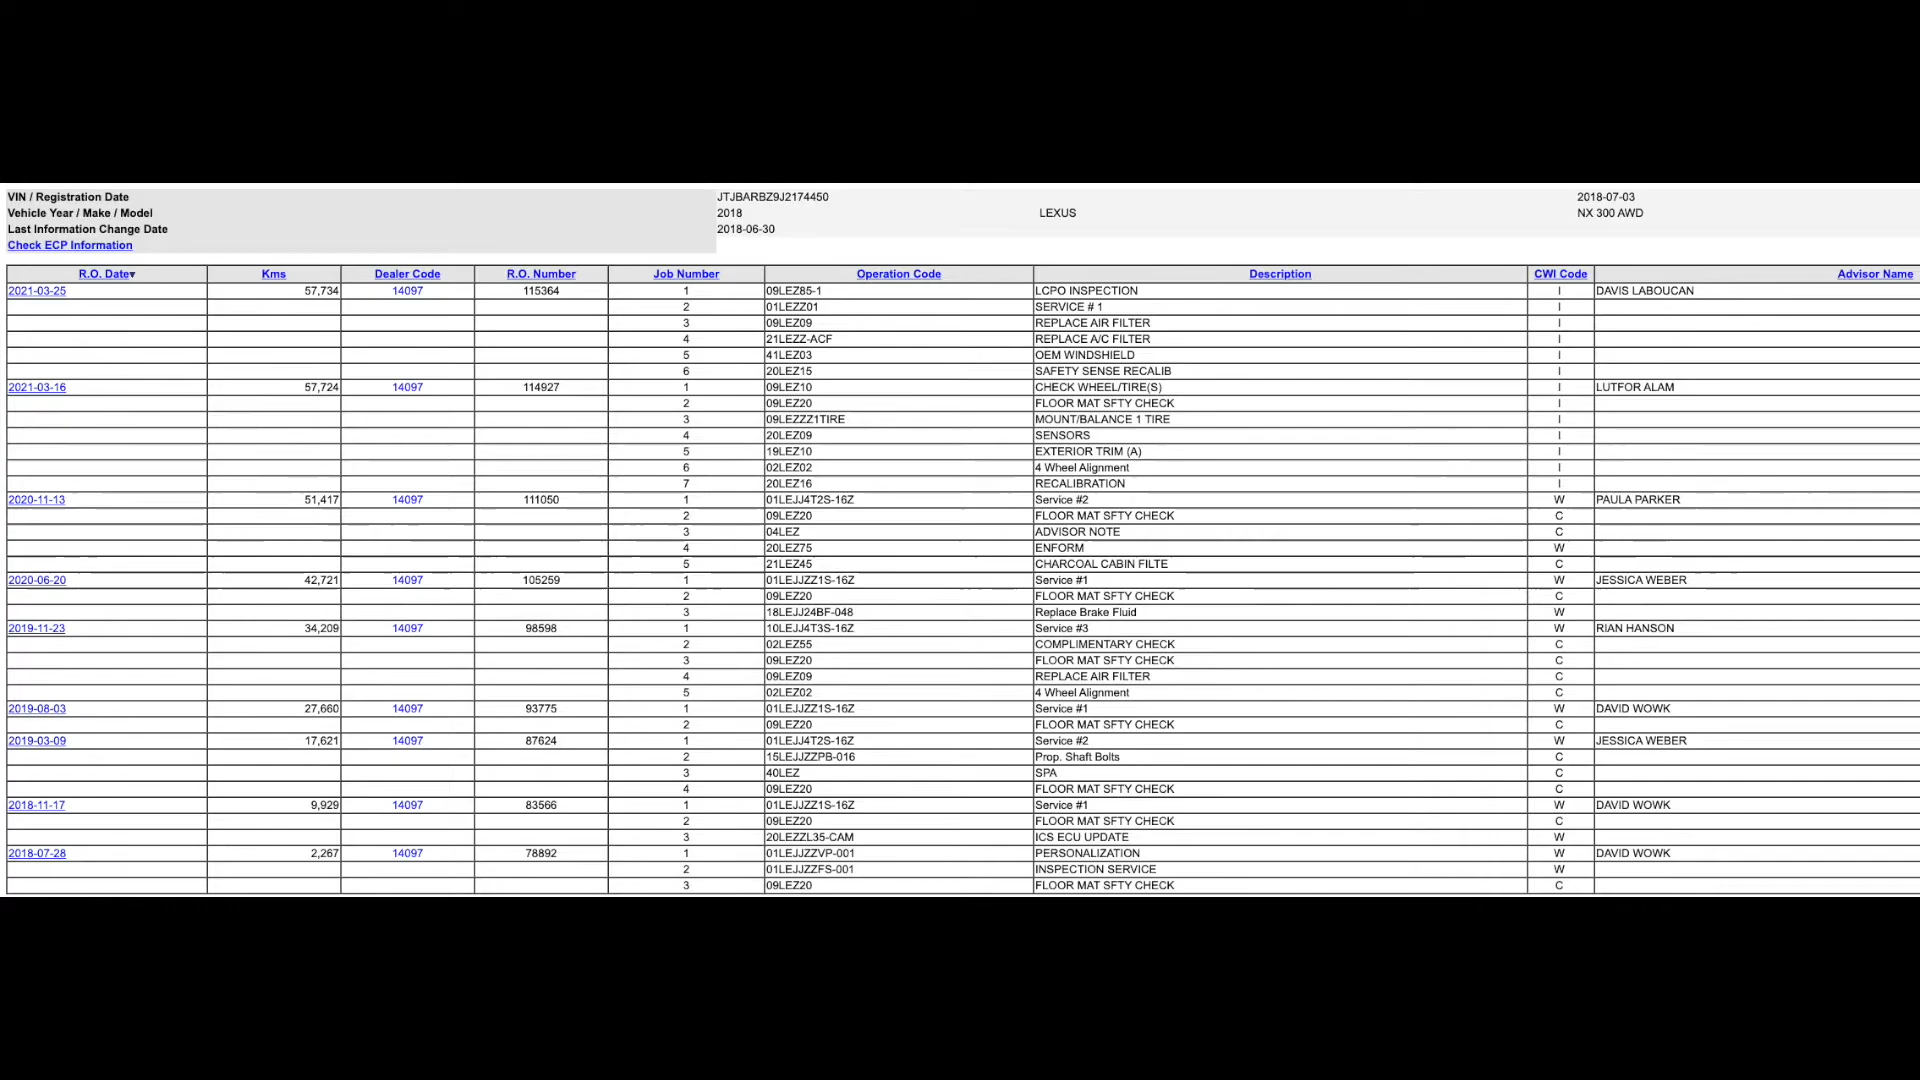 VIN / Registration Date JTJBARBZ9J2174450 2018-07-03
Vehicle Year / Make / Model 2018 LEXUS NX 300 AWD
Last Information Change Date 2018-06-30
Check ECP Information
R.O. Date▾ Kms Dealer Code R.O. Number Job Number Operation Code Description CWI Code Advisor Name
2021-03-25 57,734 14097 115364 1 09LEZ85-1 LCPO INSPECTION I DAVIS LABOUCAN
2 01LEZZ01 SERVICE # 1 I
3 09LEZ09 REPLACE AIR FILTER I
4 21LEZZ-ACF REPLACE A/C FILTER I
5 41LEZ03 OEM WINDSHIELD I
6 20LEZ15 SAFETY SENSE RECALIB I
2021-03-16 57,724 14097 114927 1 09LEZ10 CHECK WHEEL/TIRE(S) I LUTFOR ALAM
2 09LEZ20 FLOOR MAT SFTY CHECK I
3 09LEZZZ1TIRE MOUNT/BALANCE 1 TIRE I
4 20LEZ09 SENSORS I
5 19LEZ10 EXTERIOR TRIM (A) I
6 02LEZ02 4 Wheel Alignment I
7 20LEZ16 RECALIBRATION I
2020-11-13 51,417 14097 111050 1 01LEJJ4T2S-16Z Service #2 W PAULA PARKER
2 09LEZ20 FLOOR MAT SFTY CHECK C
3 04LEZ ADVISOR NOTE C
4 20LEZ75 ENFORM W
5 21LEZ45 CHARCOAL CABIN FILTE C
2020-06-20 42,721 14097 105259 1 01LEJJZZ1S-16Z Service #1 W JESSICA WEBER
2 09LEZ20 FLOOR MAT SFTY CHECK C
3 18LEJJ24BF-048 Replace Brake Fluid W
2019-11-23 34,209 14097 98598 1 10LEJJ4T3S-16Z Service #3 W RIAN HANSON
2 02LEZ55 COMPLIMENTARY CHECK C
3 09LEZ20 FLOOR MAT SFTY CHECK C
4 09LEZ09 REPLACE AIR FILTER C
5 02LEZ02 4 Wheel Alignment C
2019-08-03 27,660 14097 93775 1 01LEJJZZ1S-16Z Service #1 W DAVID WOWK
2 09LEZ20 FLOOR MAT SFTY CHECK C
2019-03-09 17,621 14097 87624 1 01LEJJ4T2S-16Z Service #2 W JESSICA WEBER
2 15LEJJZZPB-016 Prop. Shaft Bolts C
3 40LEZ SPA C
4 09LEZ20 FLOOR MAT SFTY CHECK C
2018-11-17 9,929 14097 83566 1 01LEJJZZ1S-16Z Service #1 W DAVID WOWK
2 09LEZ20 FLOOR MAT SFTY CHECK C
3 20LEZZL35-CAM ICS ECU UPDATE W
2018-07-28 2,267 14097 78892 1 01LEJJZZVP-001 PERSONALIZATION W DAVID WOWK
2 01LEJJZZFS-001 INSPECTION SERVICE W
3 09LEZ20 FLOOR MAT SFTY CHECK C